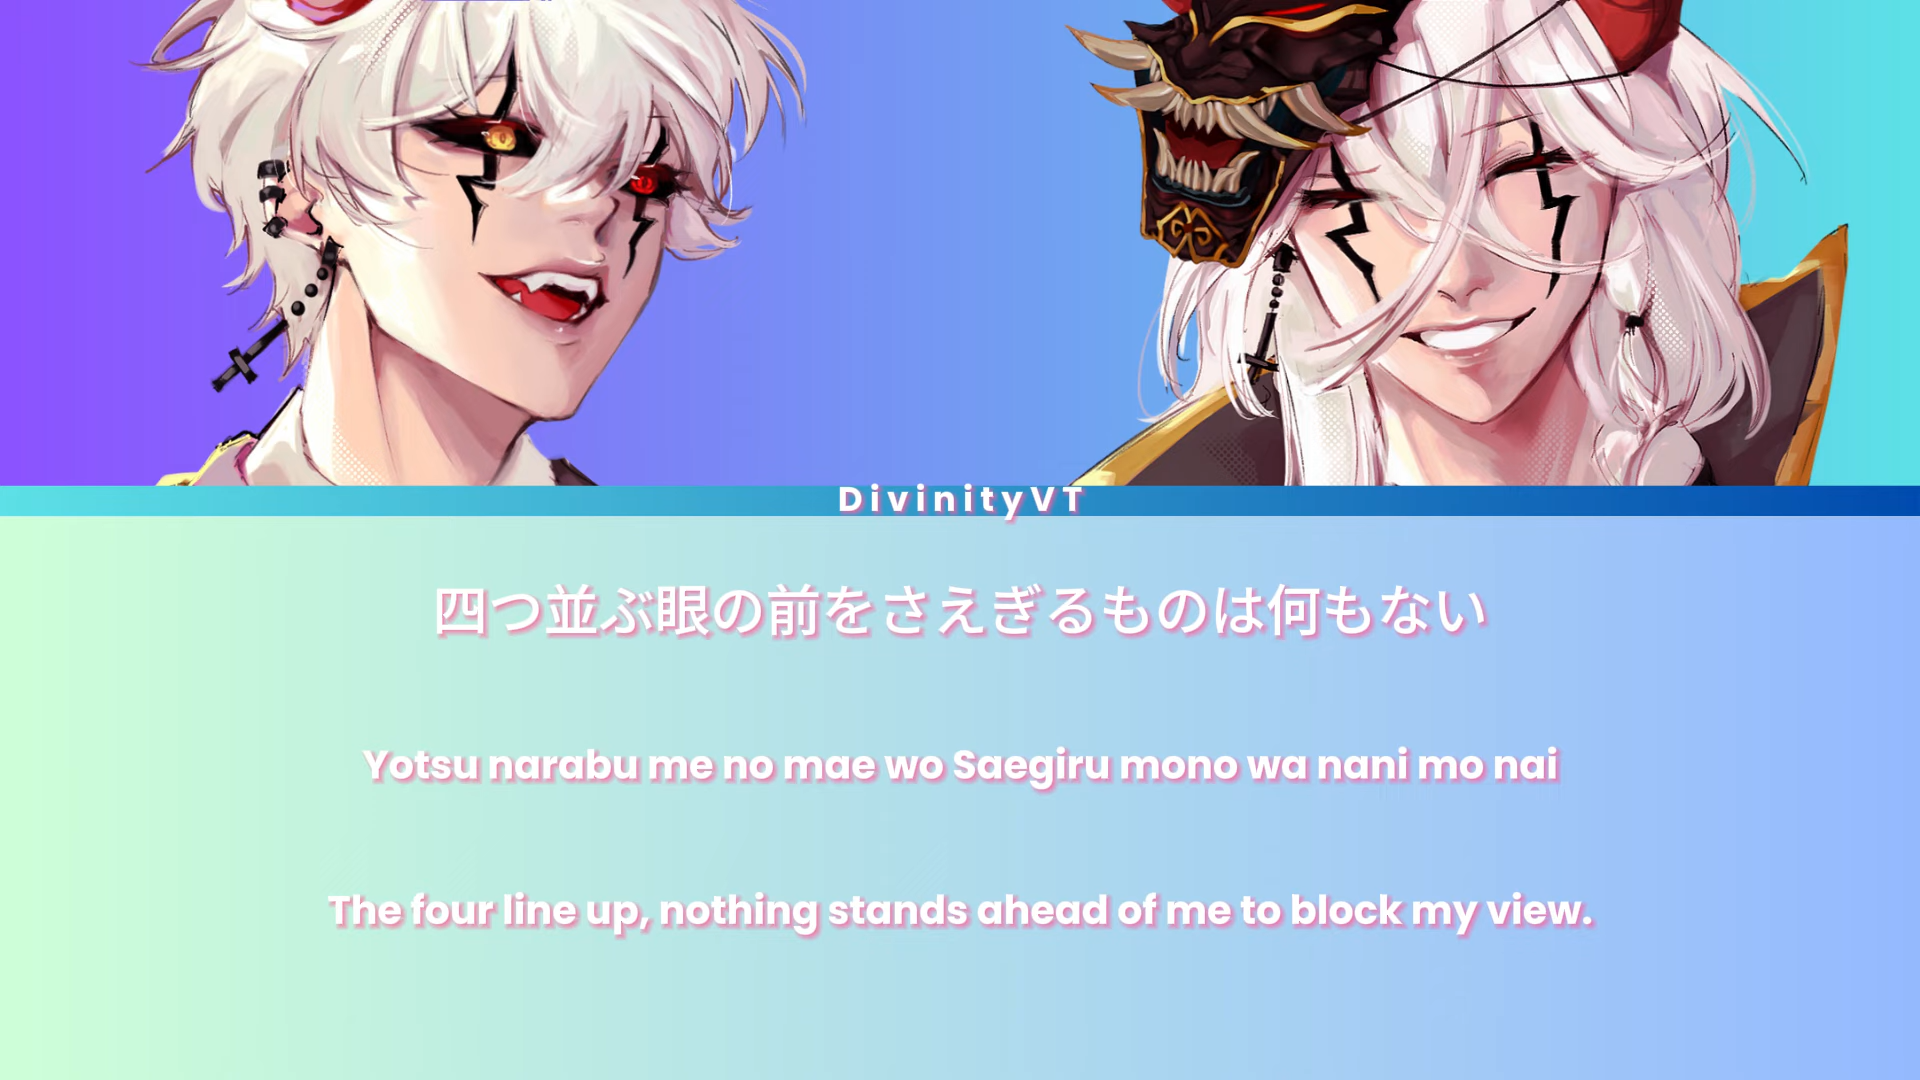 DivinityVT
四つ並ぶ眼の前をさえぎるものは何もない
Yotsu narabu me no mae wo Saegiru mono wa nani mo nai
The four line up, nothing stands ahead of me to block my view.